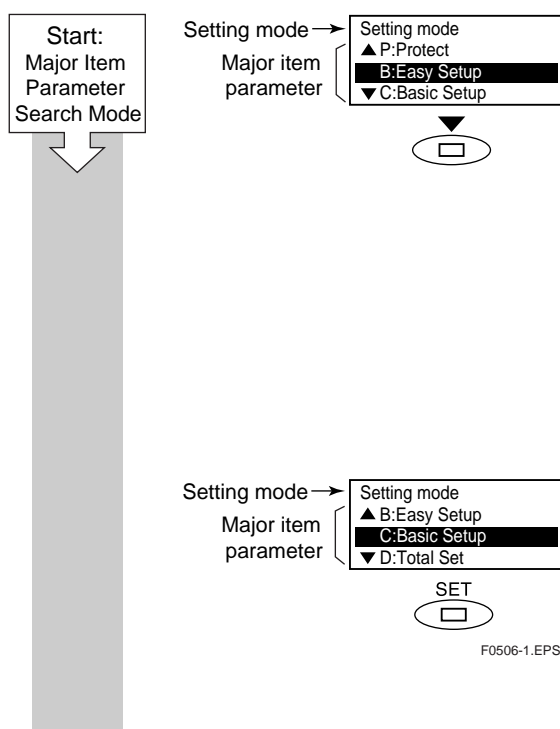 Start:
Major Item
Parameter
Search Mode
Setting mode
Major item
parameter
Setting mode
▲ P:Protect
B:Easy Setup
▼ C:Basic Setup
Setting mode
Major item
parameter
Setting mode
▲ B:Easy Setup
C:Basic Setup
▼ D:Total Set
SET
F0506-1.EPS